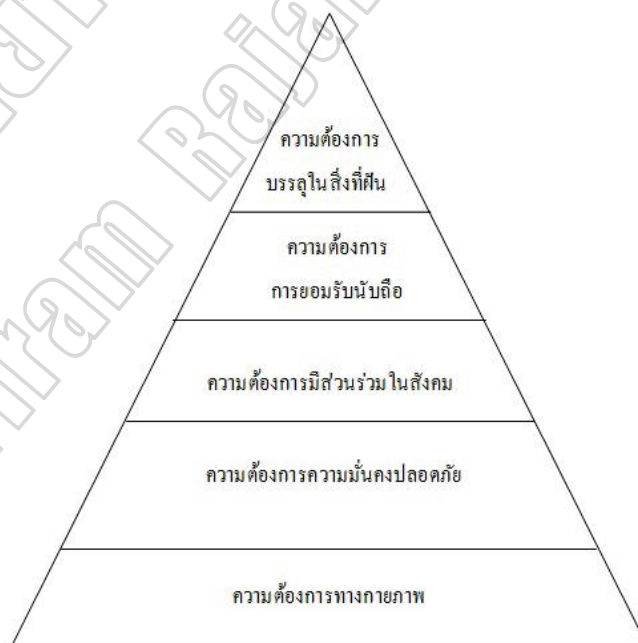 ความต้องการ
บรรลุในสิ่งที่ฝัน
ความต้องการ
การยอมรับนับถือ
ความต้องการมีส่วนร่วมในสังคม
ความต้องการความมั่นคงปลอดภัย
ความต้องการทางกายภาพ